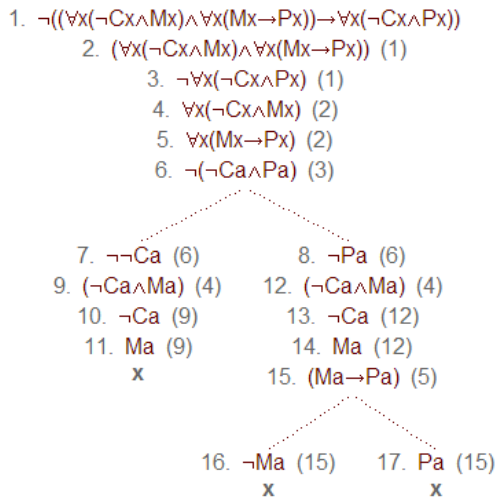 1. ¬((∀x(¬Cx∧Mx)∧∀x(Mx→Px))→∀x(¬Cx∧Px))
2. (∀x(¬Cx∧Mx)∧∀x(Mx→Px)) (1)
3. ¬∀x(¬Cx∧Px) (1)
4. ∀x(¬Cx∧Mx) (2)
5. ∀x(Mx→Px) (2)
6. ¬(¬Ca∧Pa) (3)
7. ¬¬Ca (6) 8. ¬Pa (6)
9. (¬Ca∧Ma) (4) 12. (¬Ca∧Ma) (4)
10. ¬Ca (9) 13. ¬Ca (12)
11. Ma (9) 14. Ma (12)
x 15. (Ma→Pa) (5)
16. ¬Ma (15) 17. Pa (15)
x x